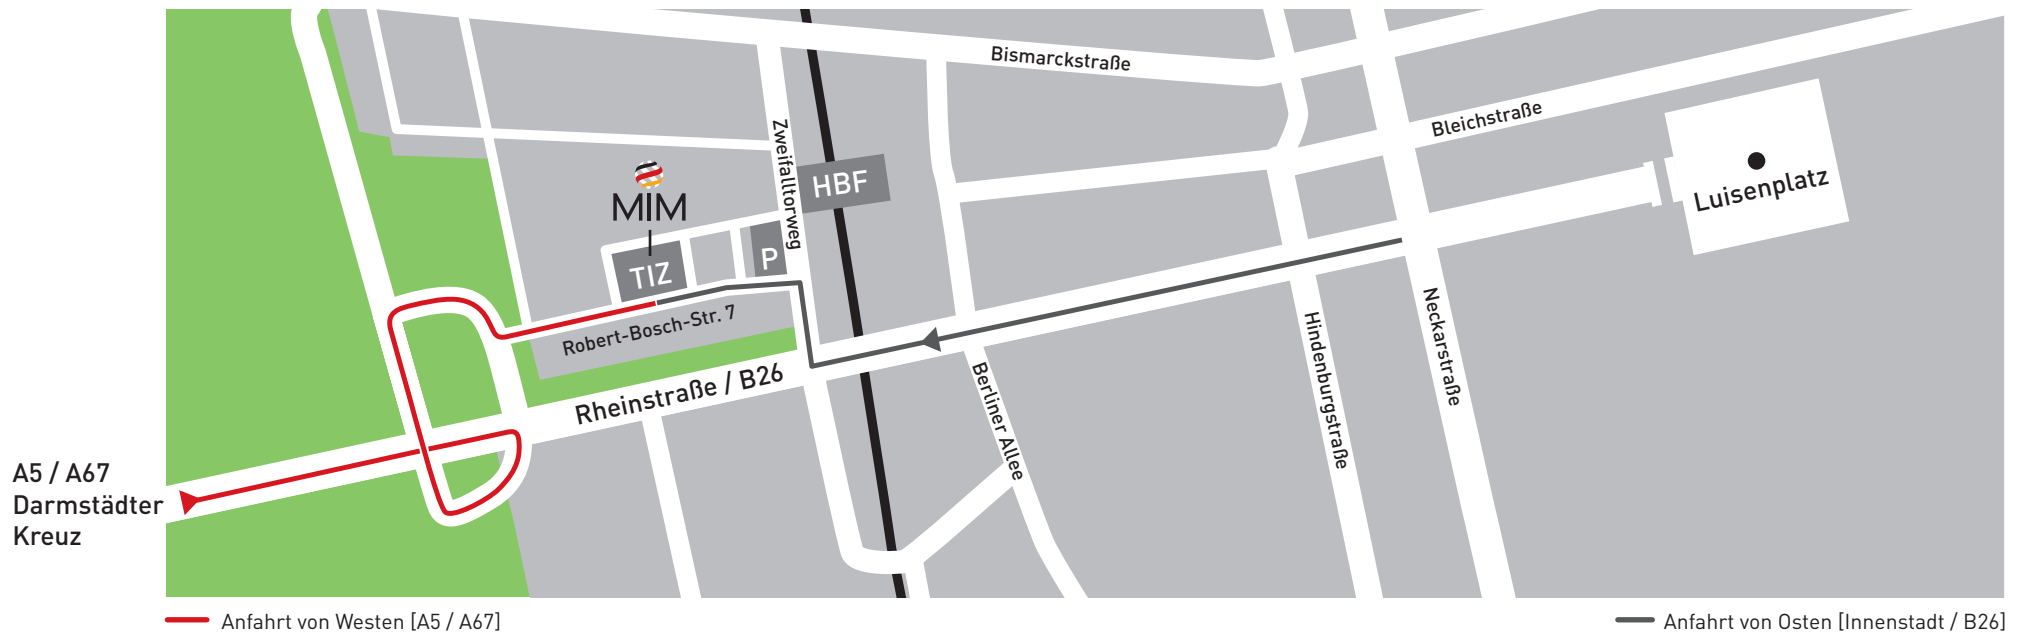 Bismarckstraße
Bleichstraße
Zweifalltorweg
HBF
MIM
Luisenplatz
P
TIZ
Robert-Bosch-Str. 7
Neckarstraße
Hindenburgstraße
Berliner Allee
Rheinstraße / B26
A5 / A67
Darmstädter
Kreuz
Anfahrt von Westen [A5 / A67]
Anfahrt von Osten [Innenstadt / B26]